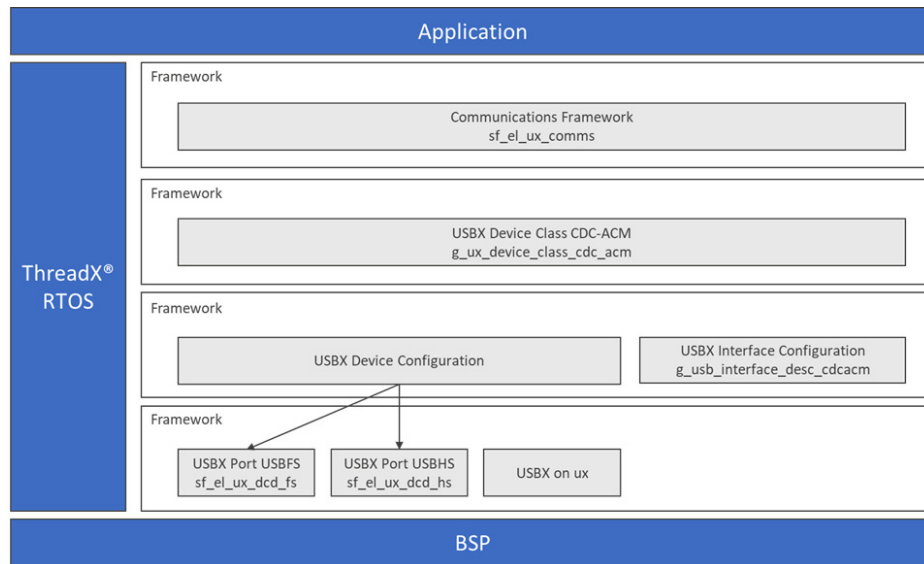 Application
ThreadX®
RTOS
Framework
Communications Framework
sf_el_ux_comms
Framework
USBX Device Class CDC-ACM
g_ux_device_class_cdc_acm
Framework
USBX Device Configuration
USBX Interface Configuration
g_usb_interface_desc_cdcacm
Framework
USBX Port USBFS
sf_el_ux_dcd_fs
USBX Port USBHS
sf_el_ux_dcd_hs
USBX on ux
BSP